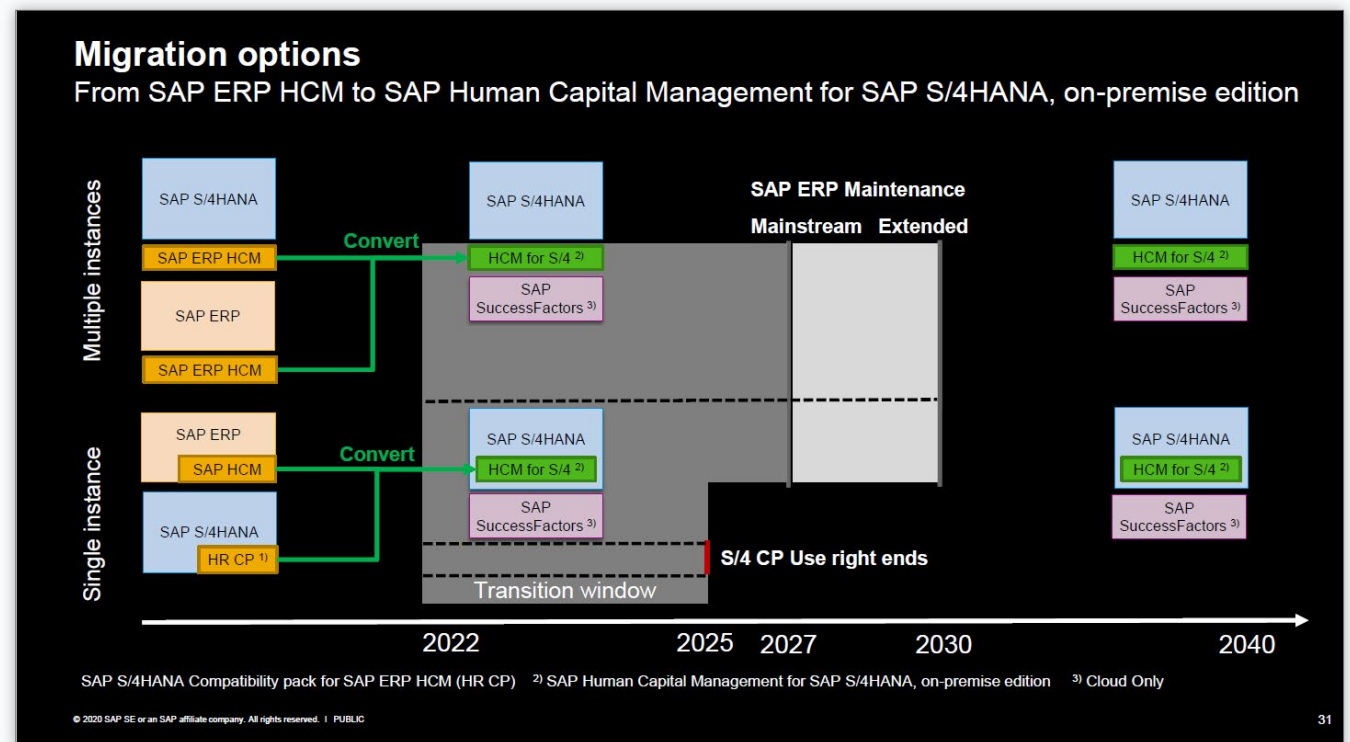 Migration options
From SAP ERP HCM to SAP Human Capital Management for SAP S/4HANA, on-premise edition
Multiple instances
SAP S/4HANA
SAP ERP HCM
SAP ERP
SAP ERP HCM
Convert
SAP S/4HANA
HCM for S/4 2)
SAP
SuccessFactors 3)
SAP ERP Maintenance
Mainstream Extended
SAP S/4HANA
HCM for S/4 2)
SAP
SuccessFactors 3)
Single instance
SAP ERP
SAP HCM
SAP S/4HANA
HR CP 1)
Convert
SAP S/4HANA
HCM for S/4 2)
SAP
SuccessFactors 3)
S/4 CP Use right ends
Transition window
SAP S/4HANA
HCM for S/4 2)
SAP
SuccessFactors 3)
2022 2025 2027 2030 2040
SAP S/4HANA Compatibility pack for SAP ERP HCM (HR CP) 2) SAP Human Capital Management for SAP S/4HANA, on-premise edition 3) Cloud Only
© 2020 SAP SE or an SAP affiliate company. All rights reserved. I PUBLIC
31